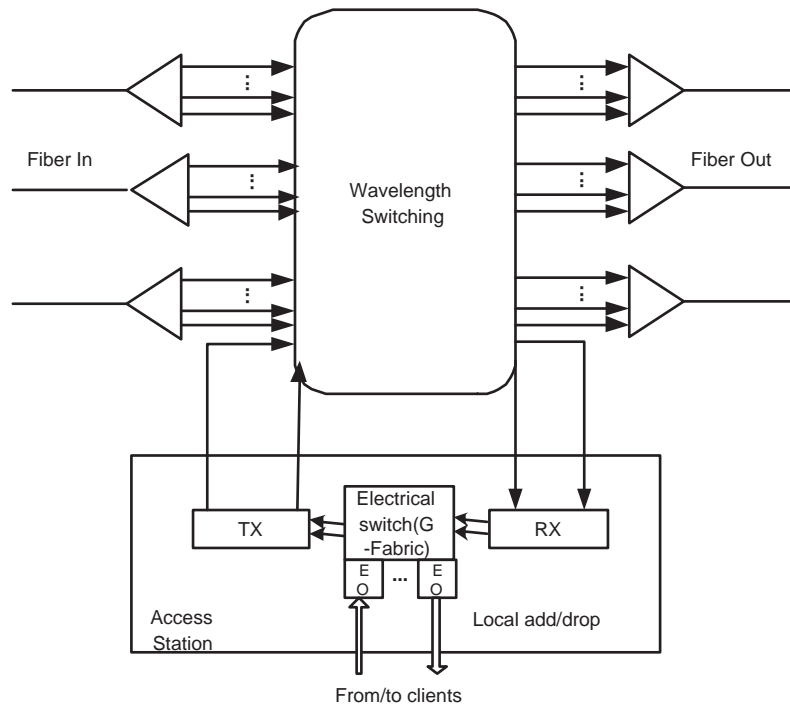 Fiber In
Wavelength
Switching
Fiber Out
TX
Electrical
switch(G
-Fabric)
RX
E
O
...
E
O
Access
Station
Local add/drop
From/to clients